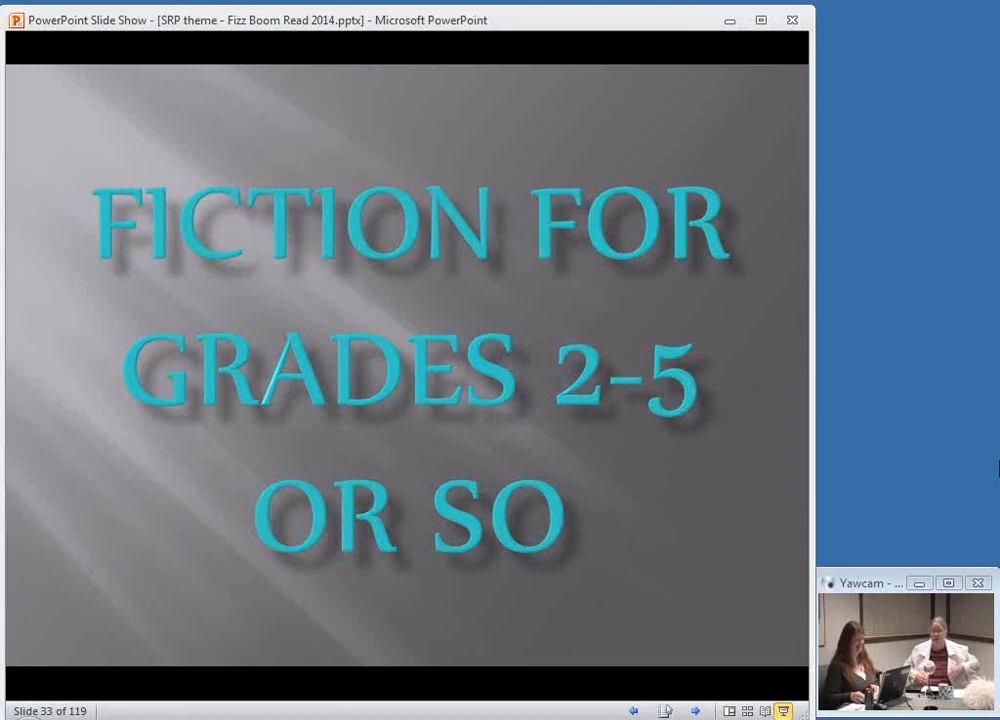 PowerPoint Slide Show - [SRP theme - Fizz Boom Read 2014.pptx] - Microsoft PowerPoint
FICTION FOR
GRADES 2-5
OR SO
Yawcam - ...
Slide 33 of 119